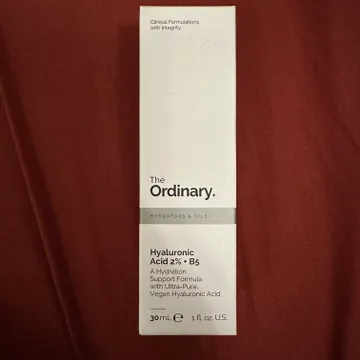 Clinical Formulations
with Integrity.
The
Ordinary.
HYDRATORS & OILS
Hyaluronic
Acid 2% + B5
A Hydration
Support Formula
with Ultra-Pure,
Vegan Hyaluronic Acid
30mL ℮ 1 fl. oz. U.S.